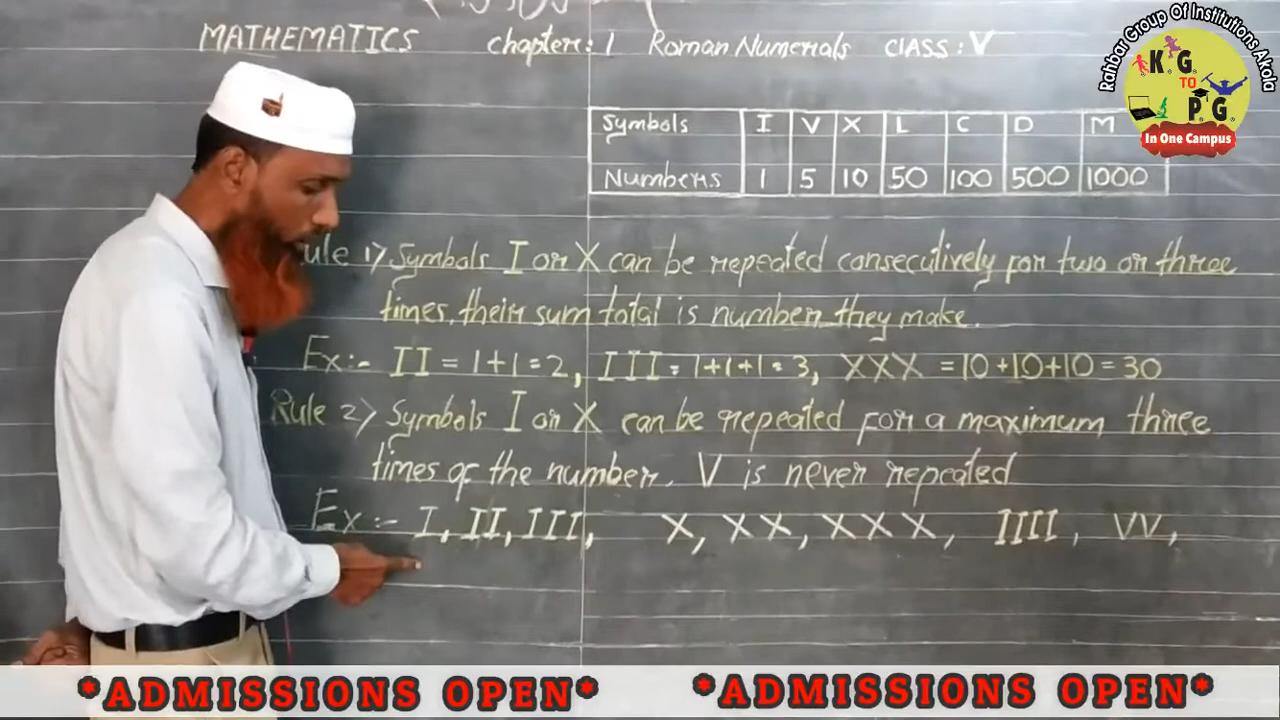 MATHEMATICS chapter: 1 Roman Numerals CLASS: V
Rahbar Group Of Institutions Akola
K.G.
TO
P.G.
In One Campus
Symbols I V X L C D M
Numbers 1 5 10 50 100 500 1000
Rule 1) Symbols I or X can be repeated consecutively for two or three
times, their sum total is number they make.
Ex:- II = 1+1=2, III = 1+1+1=3, XXX = 10+10+10=30
Rule 2) Symbols I or X can be repeated for a maximum three
times of the number. V is never repeated
Ex:- I, II, III, X, XX, XXX, IIII, VV,
*ADMISSIONS OPEN* *ADMISSIONS OPEN*